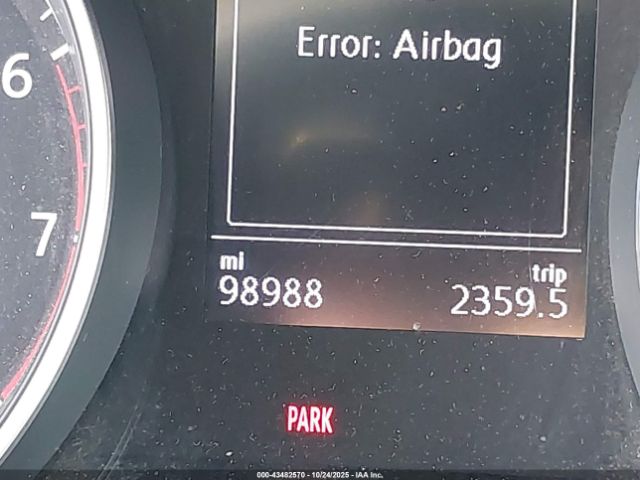 Error: Airbag
6
7
mi trip
98988 2359.5
PARK
000-43482570 - 10/24/2025 - IAA Inc.